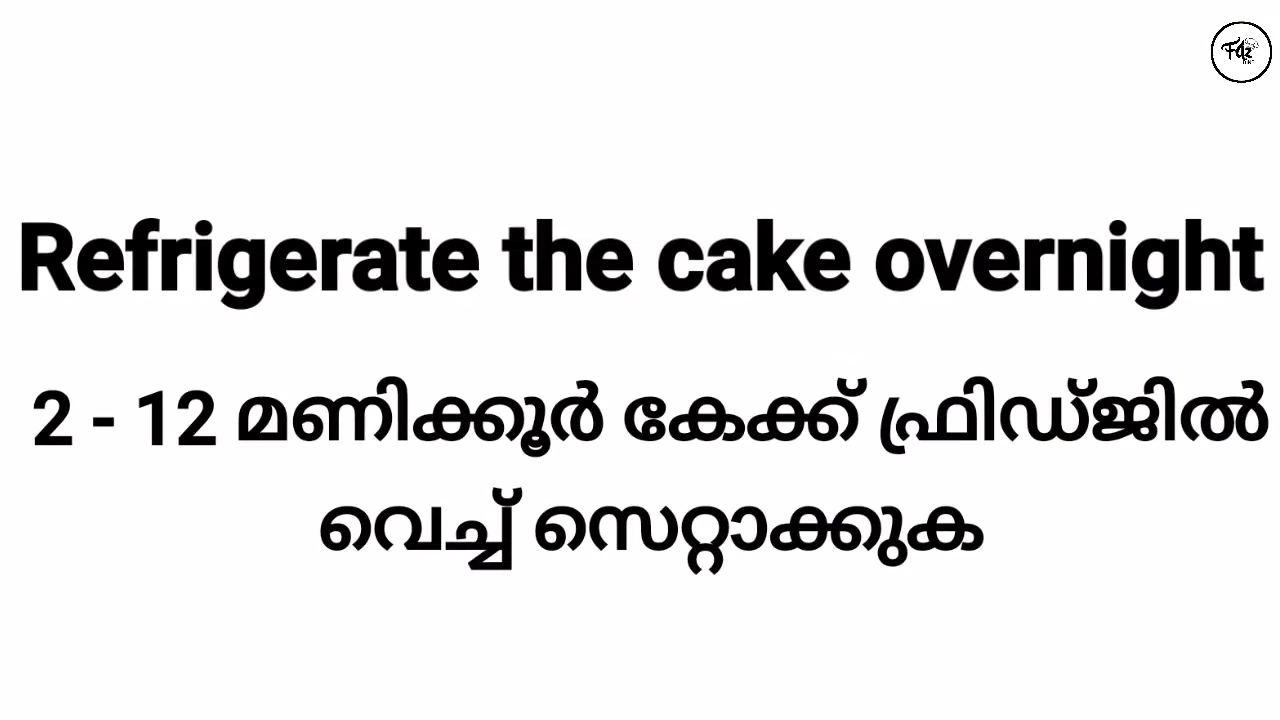 Refrigerate the cake overnight
2 - 12 മണിക്കൂർ കേക്ക് ഫ്രിഡ്ജിൽ
വെച്ച് സെറ്റാക്കുക